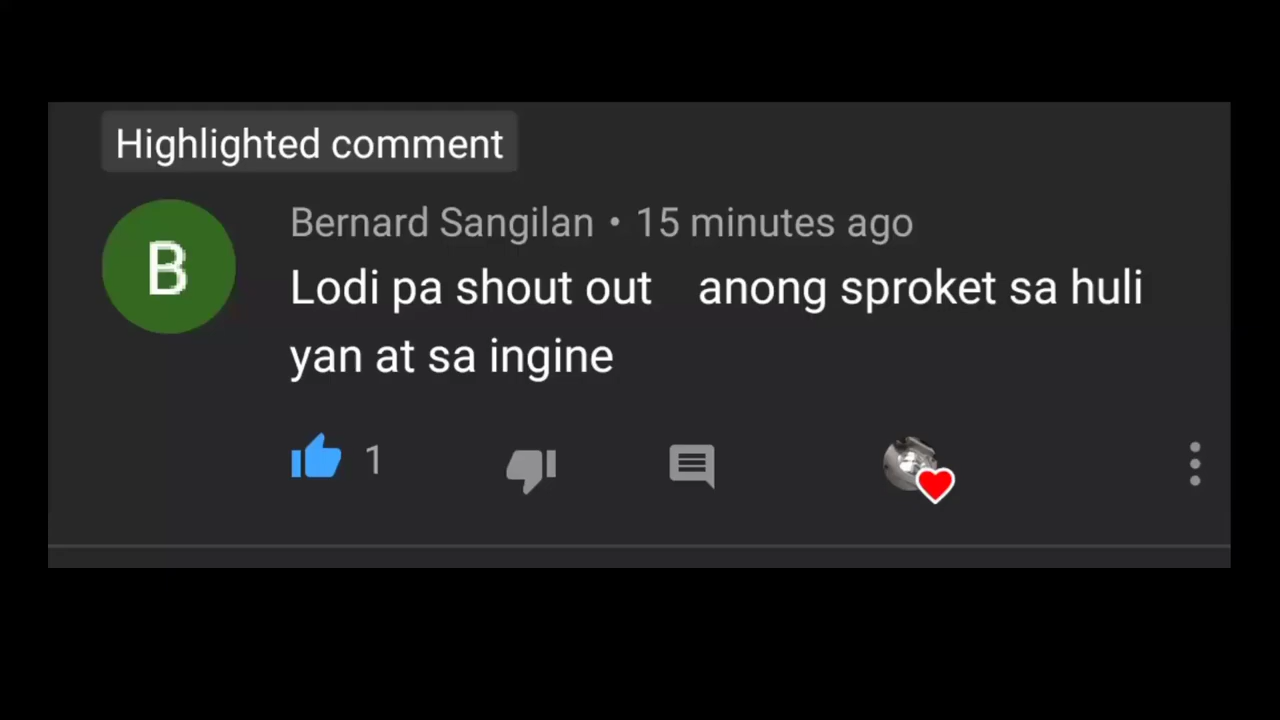 Highlighted comment
B
Bernard Sangilan • 15 minutes ago
Lodi pa shout out anong sproket sa huli
yan at sa ingine
1